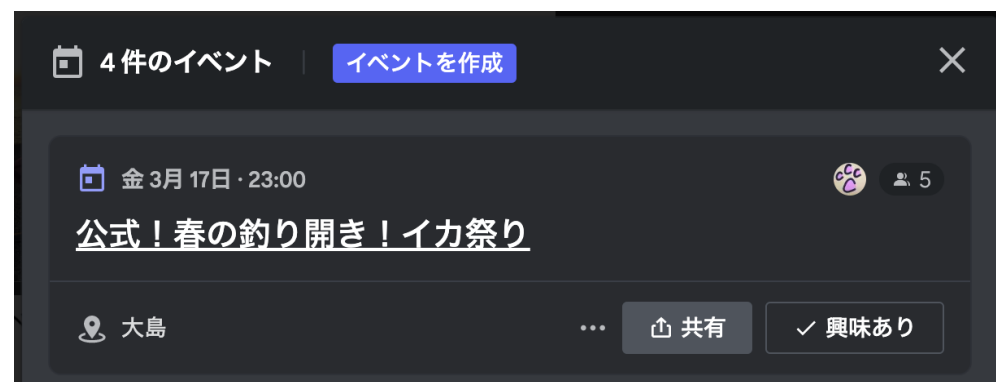 4件のイベント
イベントを作成
金 3月 17日 · 23:00
5
公式！春の釣り開き！イカ祭り
大島
共有
興味あり